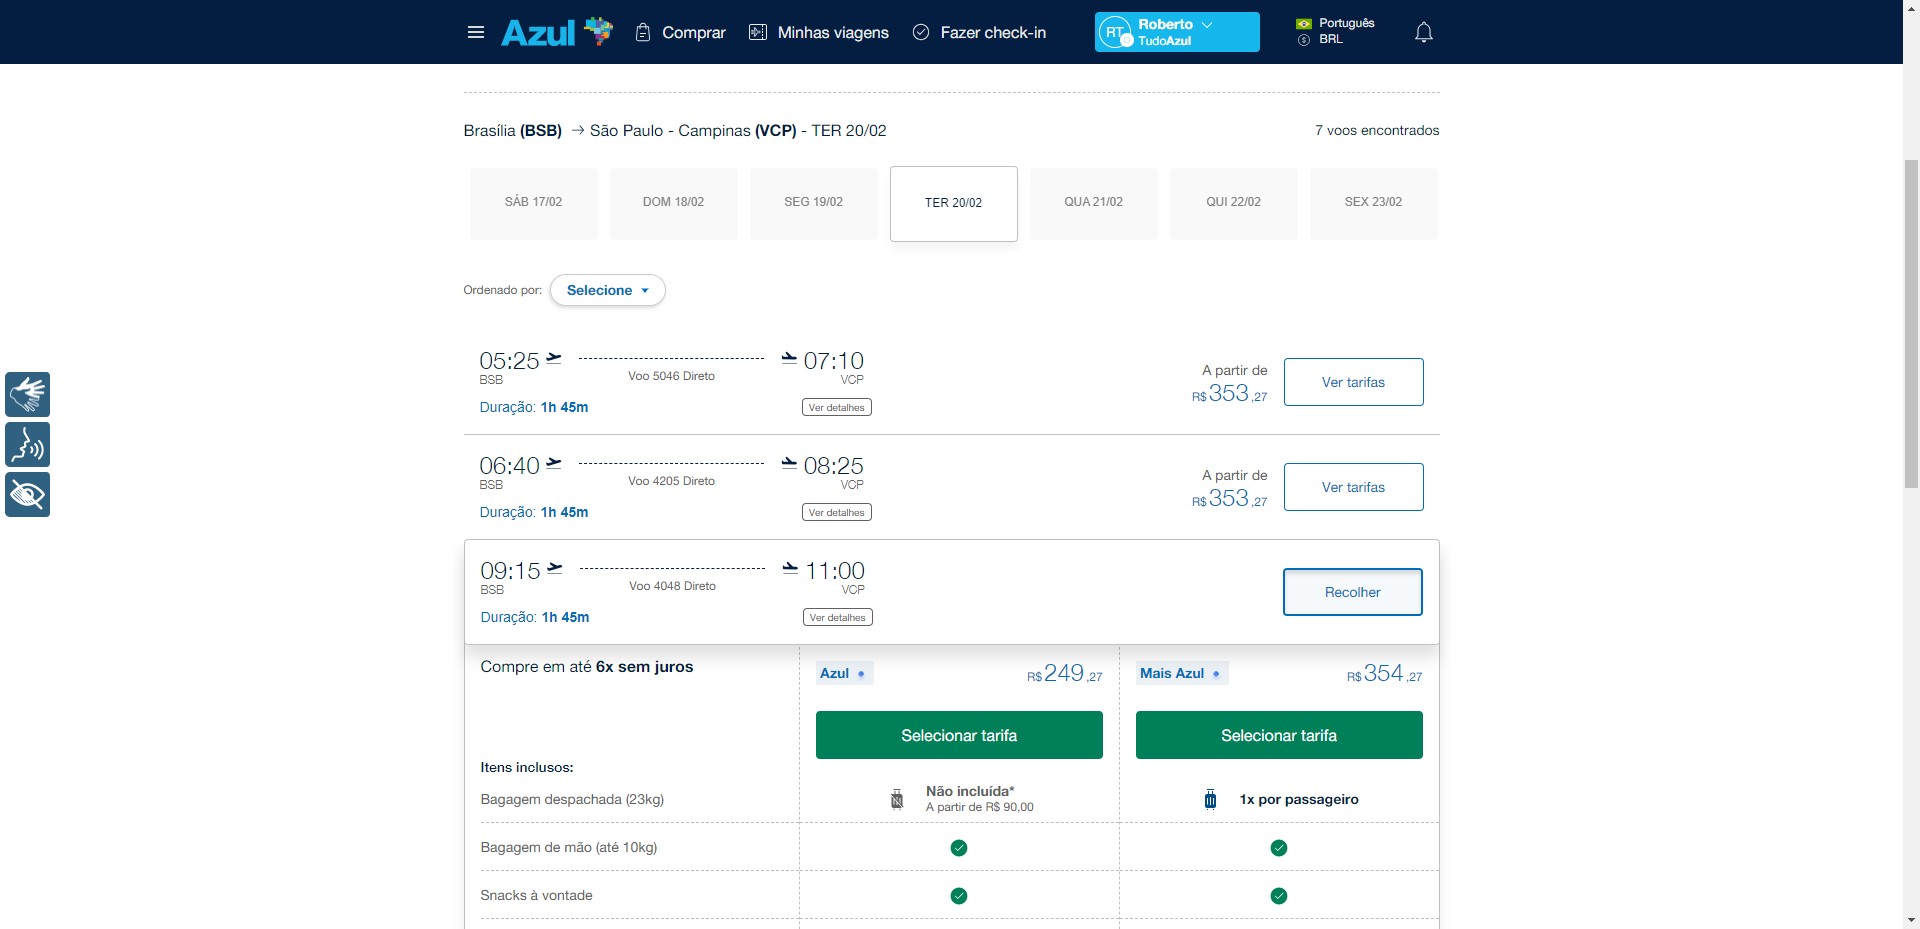 Azul Comprar Minhas viagens Fazer check-in RT Roberto TudoAzul Português BRL
Brasília (BSB) → São Paulo - Campinas (VCP) - TER 20/02 7 voos encontrados
SÁB 17/02 DOM 18/02 SEG 19/02 TER 20/02 QUA 21/02 QUI 22/02 SEX 23/02
Ordenado por: Selecione
05:25 07:10
BSB Voo 5046 Direto VCP
Duração: 1h 45m Ver detalhes
A partir de
R$ 353,27
Ver tarifas
06:40 08:25
BSB Voo 4205 Direto VCP
Duração: 1h 45m Ver detalhes
A partir de
R$ 353,27
Ver tarifas
09:15 11:00
BSB Voo 4048 Direto VCP
Duração: 1h 45m Ver detalhes
Recolher
Compre em até 6x sem juros Azul R$ 249,27 Mais Azul R$ 354,27
Selecionar tarifa Selecionar tarifa
Itens inclusos:
Bagagem despachada (23kg) Não incluída* 1x por passageiro
A partir de R$ 90,00
Bagagem de mão (até 10kg)
Snacks à vontade